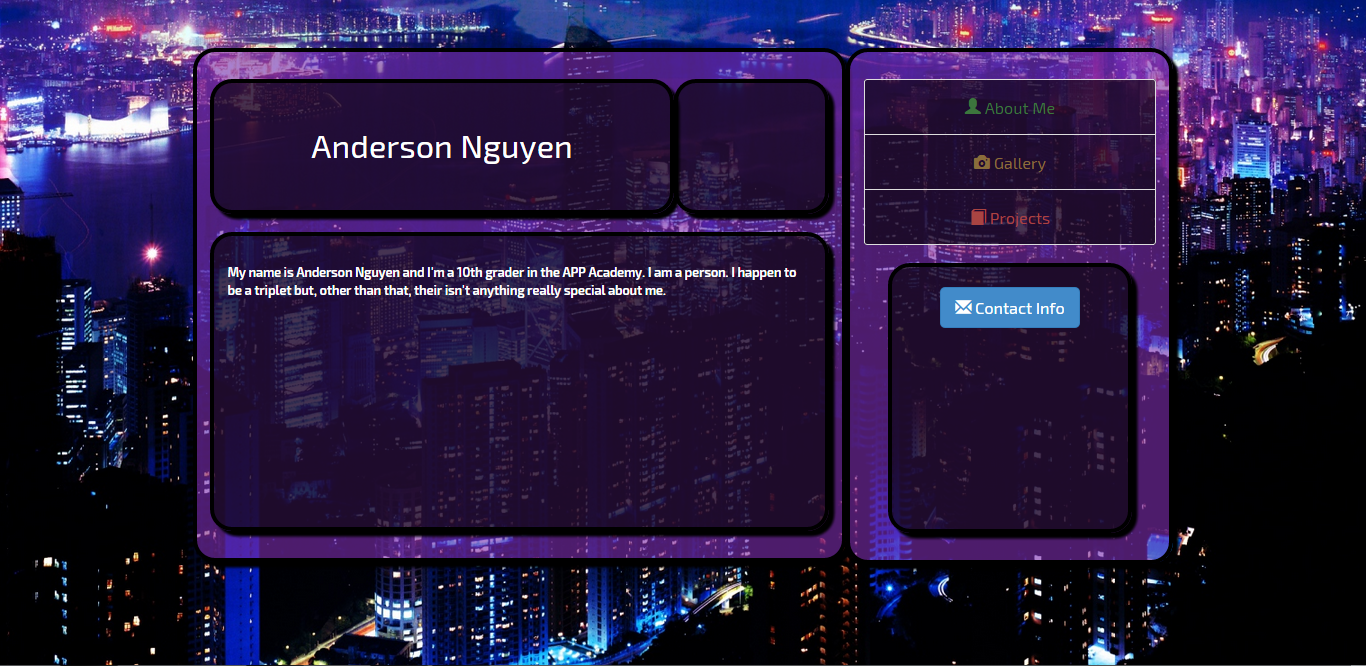 Anderson Nguyen
My name is Anderson Nguyen and I'm a 10th grader in the APP Academy. I am a person. I happen to
be a triplet but, other than that, their isn't anything really special about me.
About Me
Gallery
Projects
Contact Info